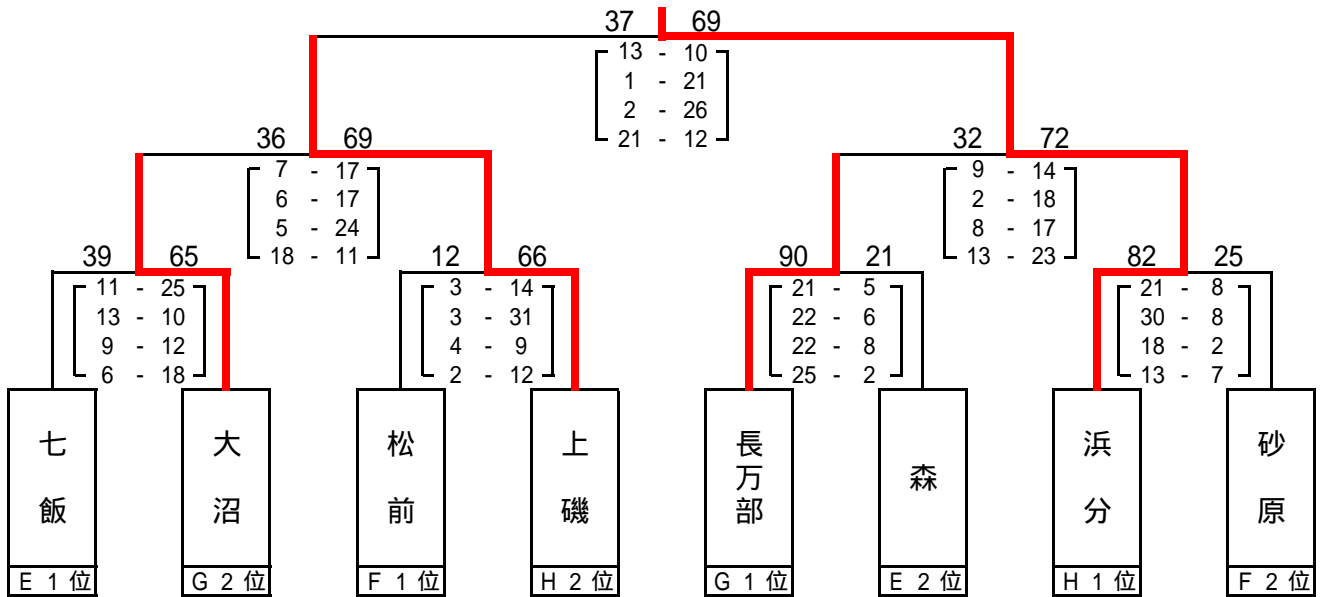 37 69
13 - 10
1 - 21
2 - 26
21 - 12
36 69
7 - 17
6 - 17
5 - 24
18 - 11
32 72
9 - 14
2 - 18
8 - 17
13 - 23
39 65
11 - 25
13 - 10
9 - 12
6 - 18
12 66
3 - 14
3 - 31
4 - 9
2 - 12
90 21
21 - 5
22 - 6
22 - 8
25 - 2
82 25
21 - 8
30 - 8
18 - 2
13 - 7
七飯
大沼
松前
上磯
長万部
森
浜分
砂原
E 1 位
G 2 位
F 1 位
H 2 位
G 1 位
E 2 位
H 1 位
F 2 位